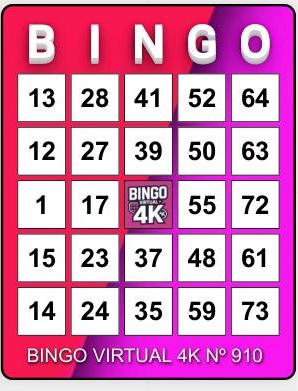 B I N G O
13 28 41 52 64
12 27 39 50 63
1 17 BINGO VIRTUAL 4K 55 72
15 23 37 48 61
14 24 35 59 73
BINGO VIRTUAL 4K Nº 910